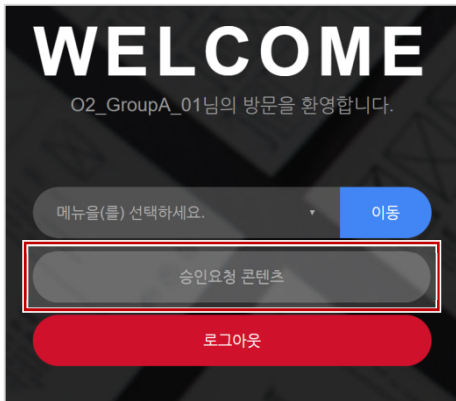 WELCOME
O2_GroupA_01님의 방문을 환영합니다.
메뉴을(를) 선택하세요. ▼ 이동
승인요청 콘텐츠
로그아웃